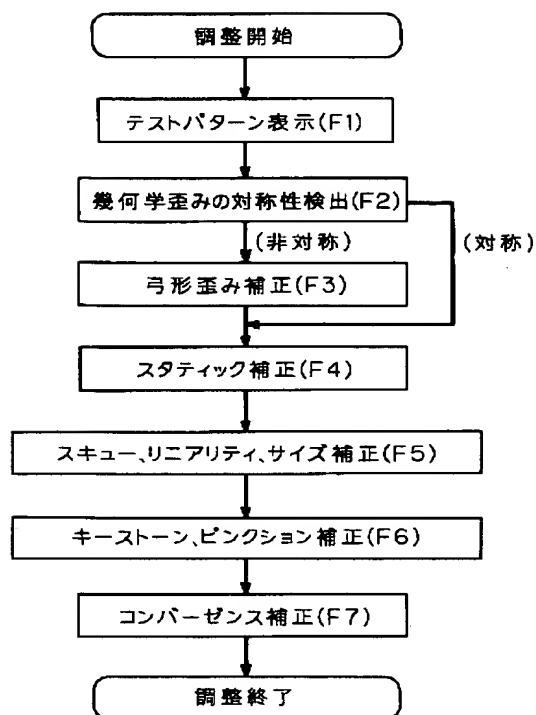 調整開始
テストパターン表示(F1)
幾何学歪みの対称性検出(F2)
(非対称)
(対称)
弓形歪み補正(F3)
スタティック補正(F4)
スキュー、リニアリティ、サイズ補正(F5)
キーストーン、ピンクション補正(F6)
コンバーゼンス補正(F7)
調整終了